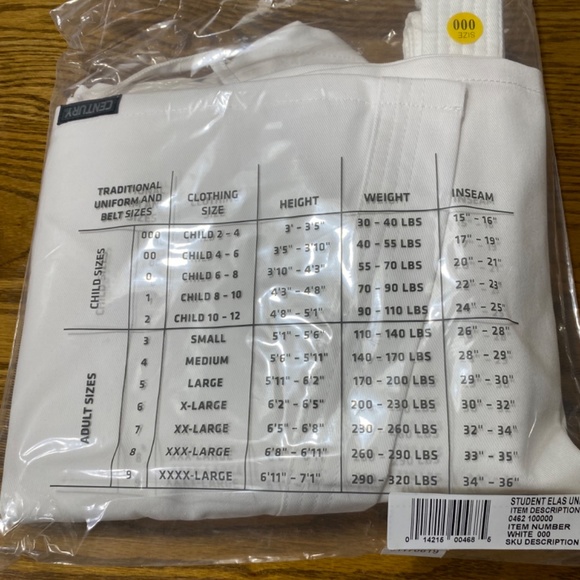 000
SIZE
CENTURY.
TRADITIONAL UNIFORM AND BELT SIZES CLOTHING SIZE HEIGHT WEIGHT INSEAM
CHILD SIZES
000 CHILD 2 - 4 3' - 3'5" 30 - 40 LBS 15" - 16"
00 CHILD 4 - 6 3'5" - 3'10" 40 - 55 LBS 17" - 19"
0 CHILD 6 - 8 3'10" - 4'3" 55 - 70 LBS 20" - 21"
1 CHILD 8 - 10 4'3" - 4'8" 70 - 90 LBS 22" - 23"
2 CHILD 10 - 12 4'8" - 5'1" 90 - 110 LBS 24" - 25"
ADULT SIZES
3 SMALL 5'1" - 5'6" 110 - 140 LBS 26" - 28"
4 MEDIUM 5'6" - 5'11" 140 - 170 LBS 28" - 29"
5 LARGE 5'11" - 6'2" 170 - 200 LBS 29" - 30"
6 X-LARGE 6'2" - 6'5" 200 - 230 LBS 30" - 32"
7 XX-LARGE 6'5" - 6'8" 230 - 260 LBS 32" - 34"
8 XXX-LARGE 6'8" - 6'11" 260 - 290 LBS 33" - 35"
9 XXXX-LARGE 6'11" - 7'1" 290 - 320 LBS 34" - 36"
STUDENT ELAS UN
ITEM DESCRIPTION
0462 100000
ITEM NUMBER
WHITE 000
SKU DESCRIPTION
0 14216 00468 5